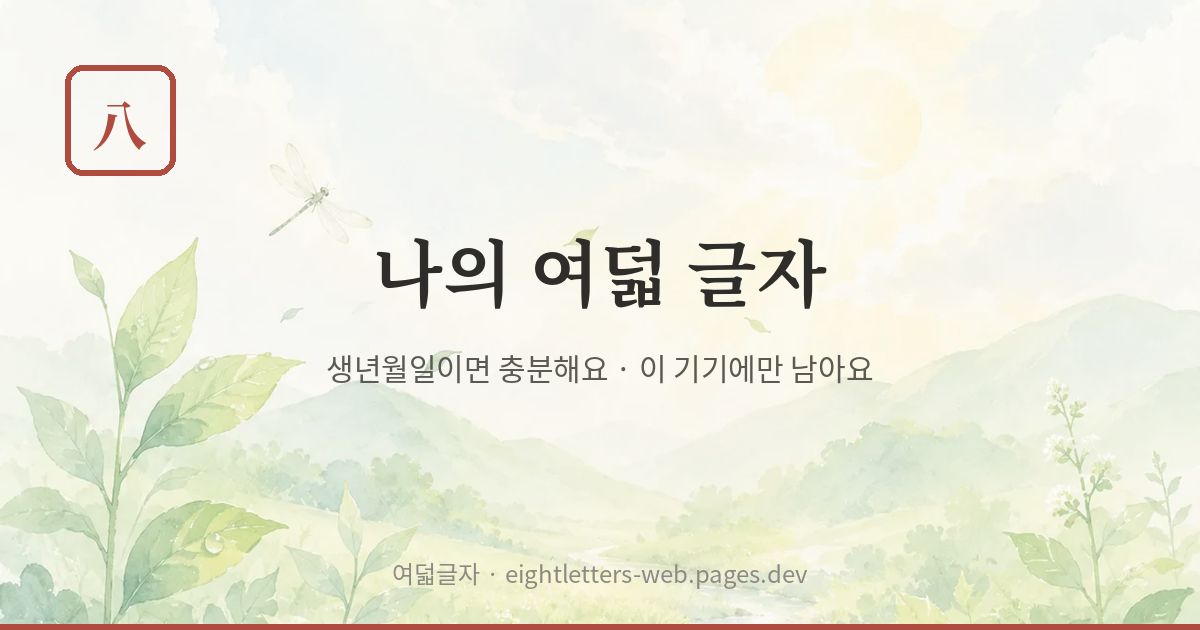 八
나의 여덟 글자
생년월일이면 충분해요 · 이 기기에만 남아요
여덟글자 · eightletters-web.pages.dev